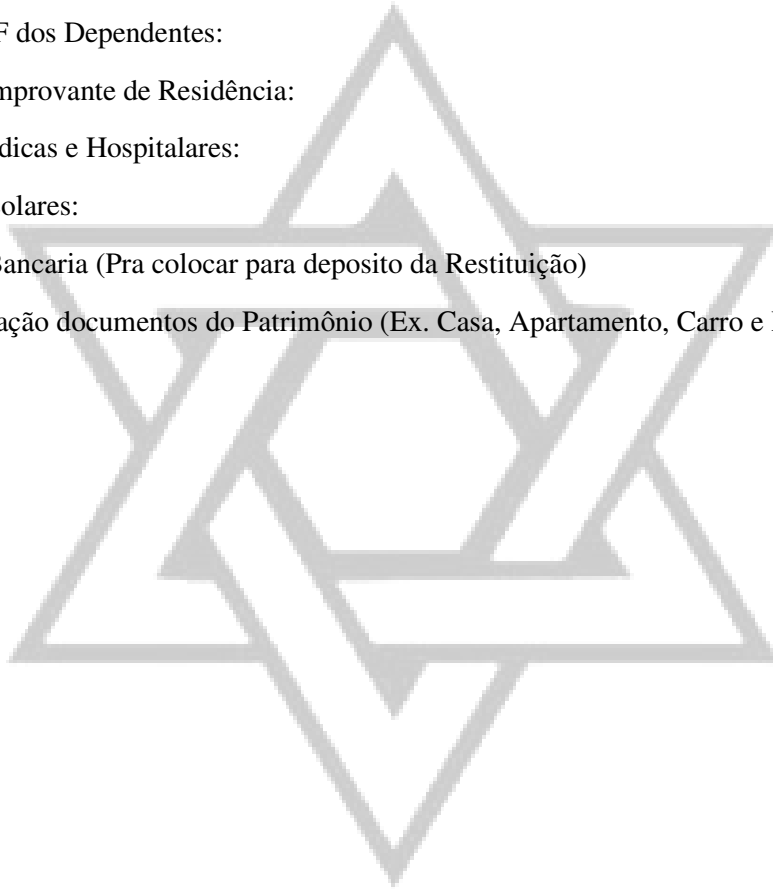 F dos Dependentes:
mprovante de Residência:
dicas e Hospitalares:
olares:
Bancaria (Pra colocar para deposito da Restituição)
ação documentos do Patrimônio (Ex. Casa, Apartamento, Carro e